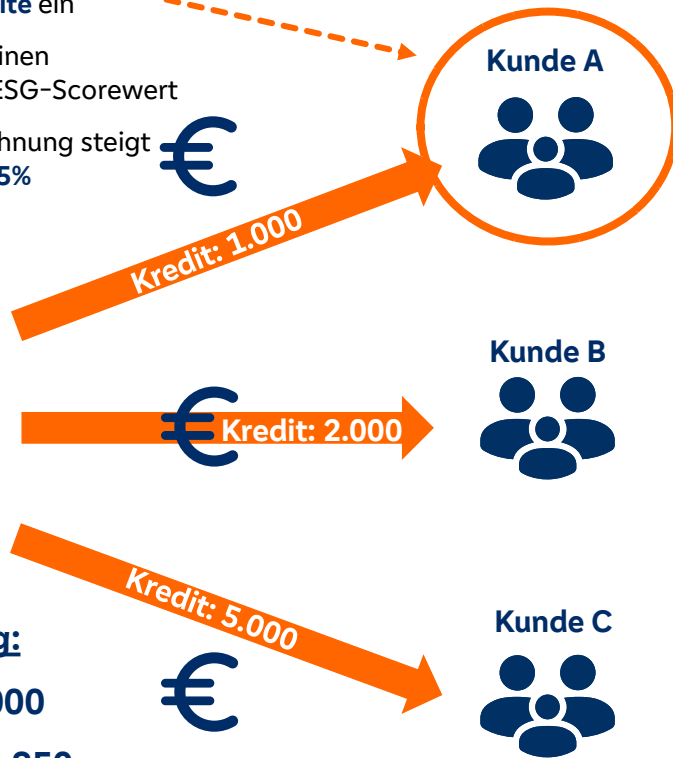 ite ein
Kunde A
inen
ESG-Scorewert
hnung steigt
5%
€
Kredit: 1.000
Kunde B
€
Kredit: 2.000
Kredit: 5.000
Kunde C
g:
€
000
850